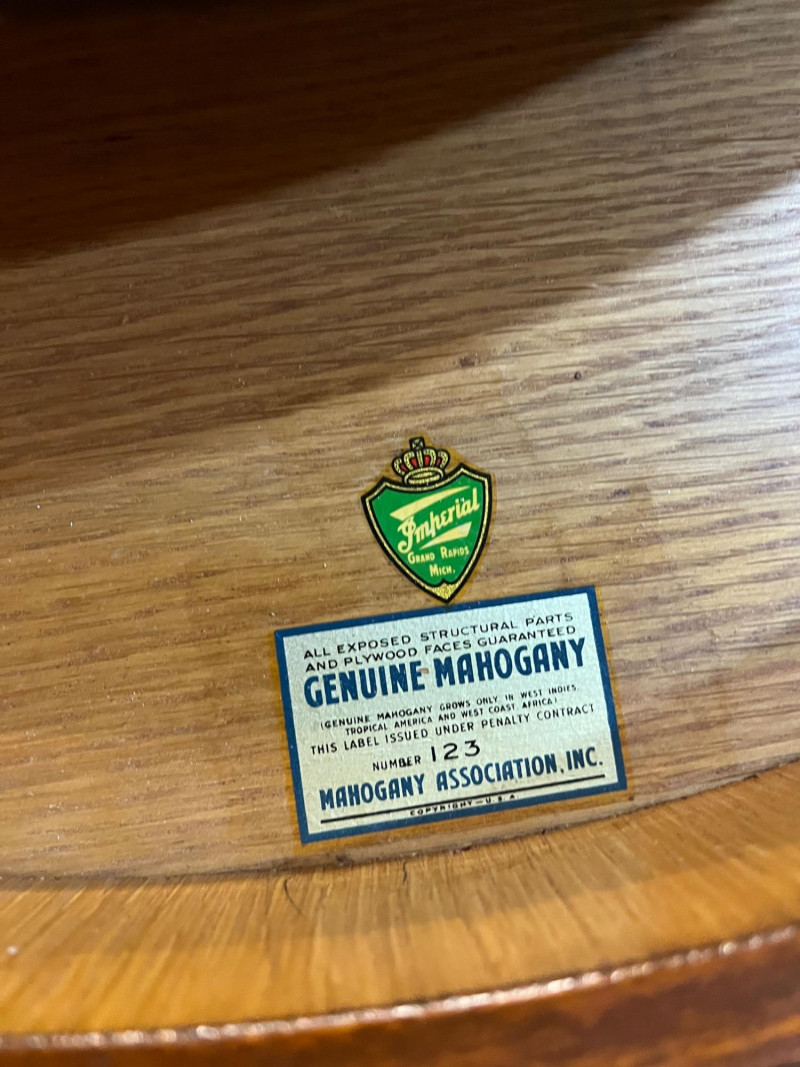 Imperial
GRAND RAPIDS
MICH.
ALL EXPOSED STRUCTURAL PARTS
AND PLYWOOD FACES GUARANTEED
GENUINE MAHOGANY
(GENUINE MAHOGANY GROWS ONLY IN WEST INDIES,
TROPICAL AMERICA AND WEST COAST AFRICA)
THIS LABEL ISSUED UNDER PENALTY CONTRACT
NUMBER 123
MAHOGANY ASSOCIATION, INC.
COPYRIGHT—U.S.A.